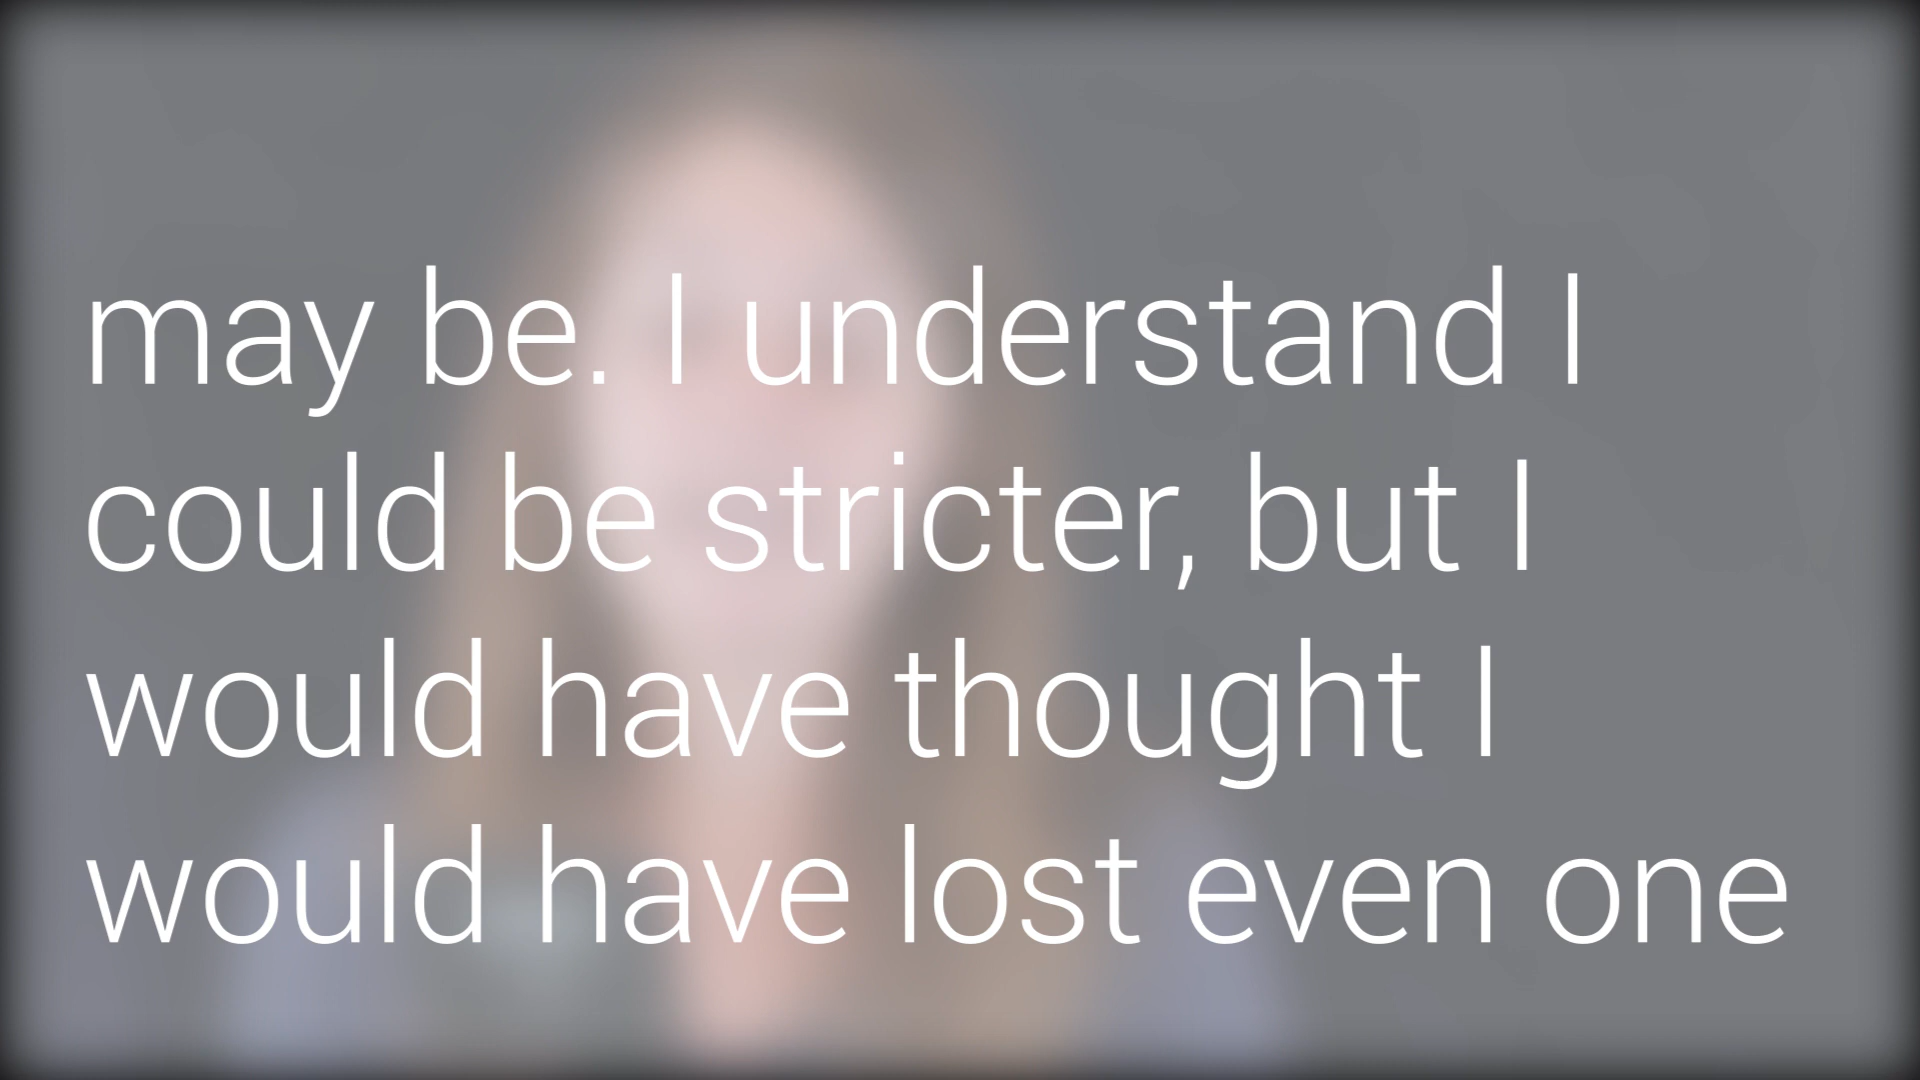 may be. I understand I
could be stricter, but I
would have thought I
would have lost even one